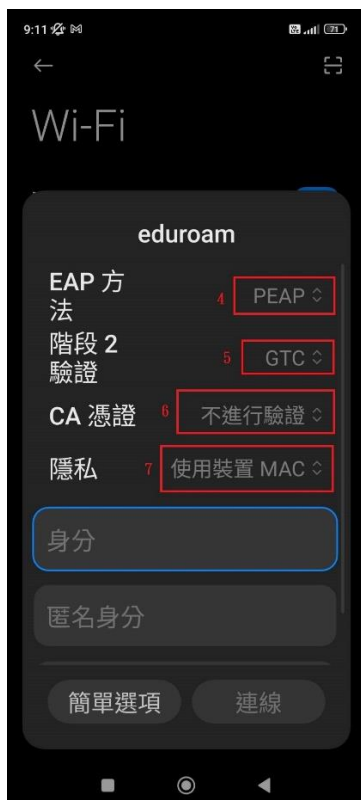 9:11
71
Wi-Fi
eduroam
EAP 方
法
4
PEAP
階段 2
驗證
5
GTC
CA 憑證
6
不進行驗證
隱私
7
使用裝置 MAC
身分
匿名身分
簡單選項
連線